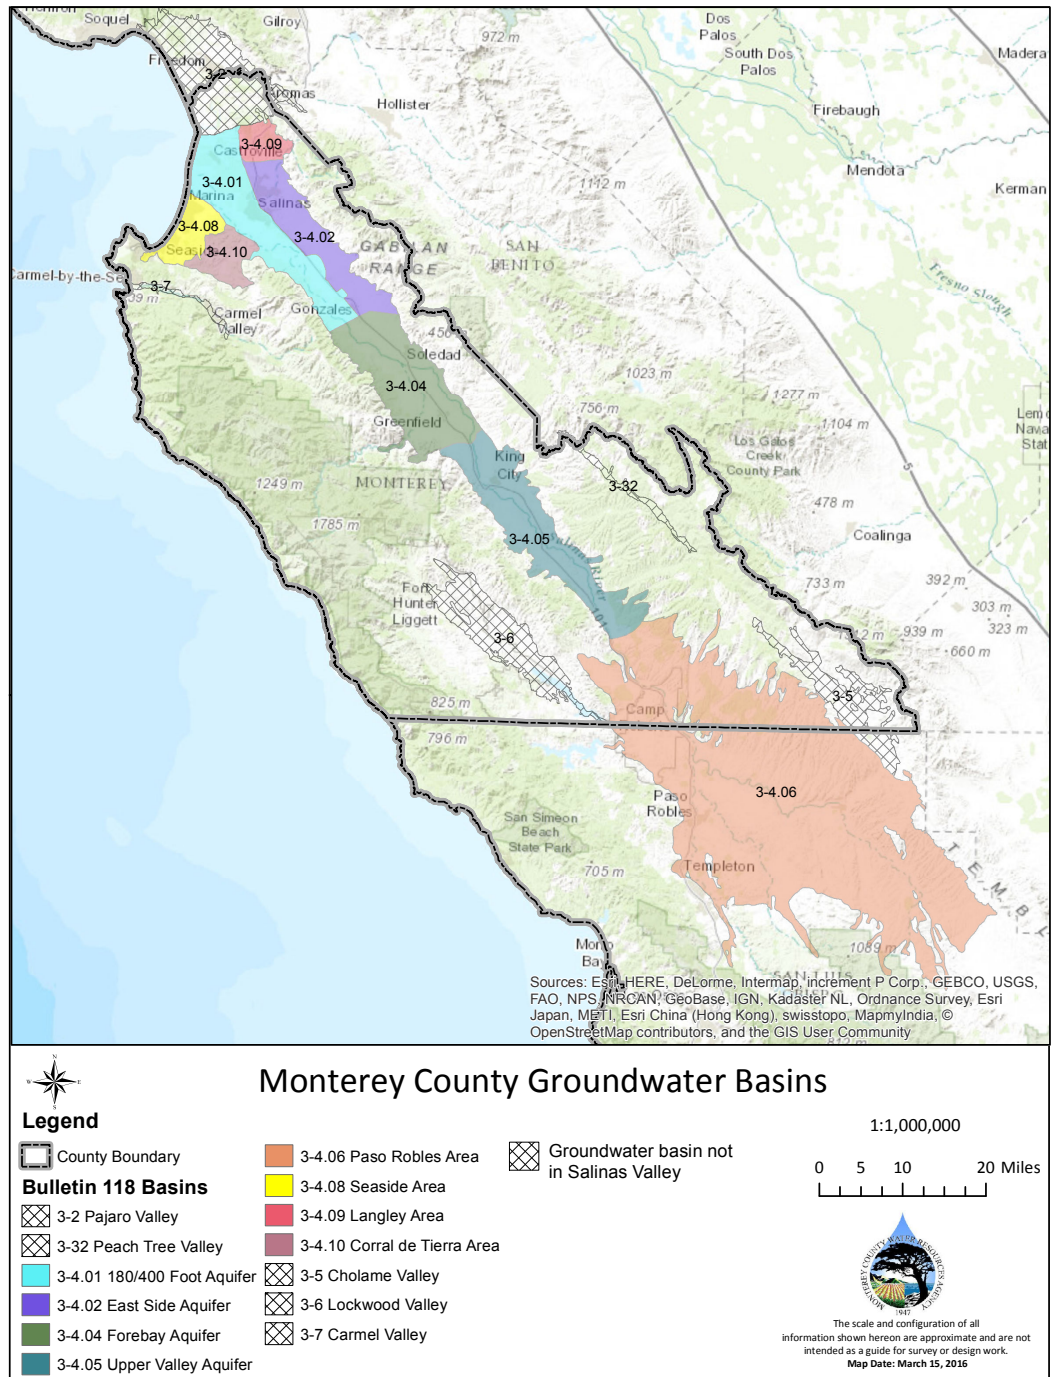 Soquel
Gilroy
972 m
Dos
Palos
South Dos
Palos
Madera
Freedom
3-2
Aromas
Hollister
Firebaugh
3-4.09
Castroville
Mendota
3-4.01
Marina
Salinas
1112 m
Kerman
3-4.08
Seaside
3-4.10
3-4.02
GABILAN
RANGE
SAN
BENITO
Fresno Slough
Carmel-by-the-Se
3-7
Carmel
Valley
Gonzales
Soledad
3-4.04
1023 m
1277 m
Greenfield
756 m
1104 m
Los Gatos
Creek
County Park
5
King
City
1249 m
MONTEREY
3-32
478 m
1785 m
Coalinga
3-4.05
Salinas River
101
Fort
Hunter
Liggett
733 m
392 m
303 m
323 m
939 m
660 m
3-6
3-5
825 m
Camp
796 m
3-4.06
Paso
Robles
San Simeon
Beach
State Park
Templeton
705 m
TEMB
1089 m
Sources: Esri, HERE, DeLorme, Intermap, increment P Corp., GEBCO, USGS,
FAO, NPS, NRCAN, GeoBase, IGN, Kadaster NL, Ordnance Survey, Esri
Japan, METI, Esri China (Hong Kong), swisstopo, MapmyIndia, ©
OpenStreetMap contributors, and the GIS User Community
N
W E
S
Monterey County Groundwater Basins
Legend
County Boundary
Bulletin 118 Basins
3-2 Pajaro Valley
3-32 Peach Tree Valley
3-4.01 180/400 Foot Aquifer
3-4.02 East Side Aquifer
3-4.04 Forebay Aquifer
3-4.05 Upper Valley Aquifer
3-4.06 Paso Robles Area
3-4.08 Seaside Area
3-4.09 Langley Area
3-4.10 Corral de Tierra Area
3-5 Cholame Valley
3-6 Lockwood Valley
3-7 Carmel Valley
Groundwater basin not
in Salinas Valley
1:1,000,000
0 5 10 20 Miles
MONTEREY COUNTY WATER RESOURCES AGENCY
1947
The scale and configuration of all
information shown hereon are approximate and are not
intended as a guide for survey or design work.
Map Date: March 15, 2016